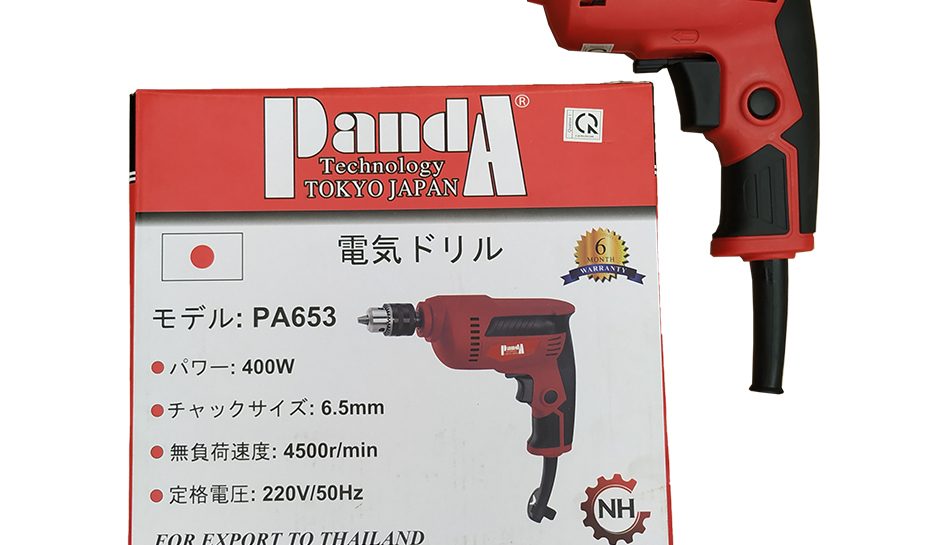 PandA®
Technology
TOKYO JAPAN
電気ドリル
6
MONTH
WARRANTY
モデル: PA653
PandA
パワー: 400W
チャックサイズ: 6.5mm
無負荷速度: 4500r/min
定格電圧: 220V/50Hz
NH
FOR EXPORT TO THAILAND